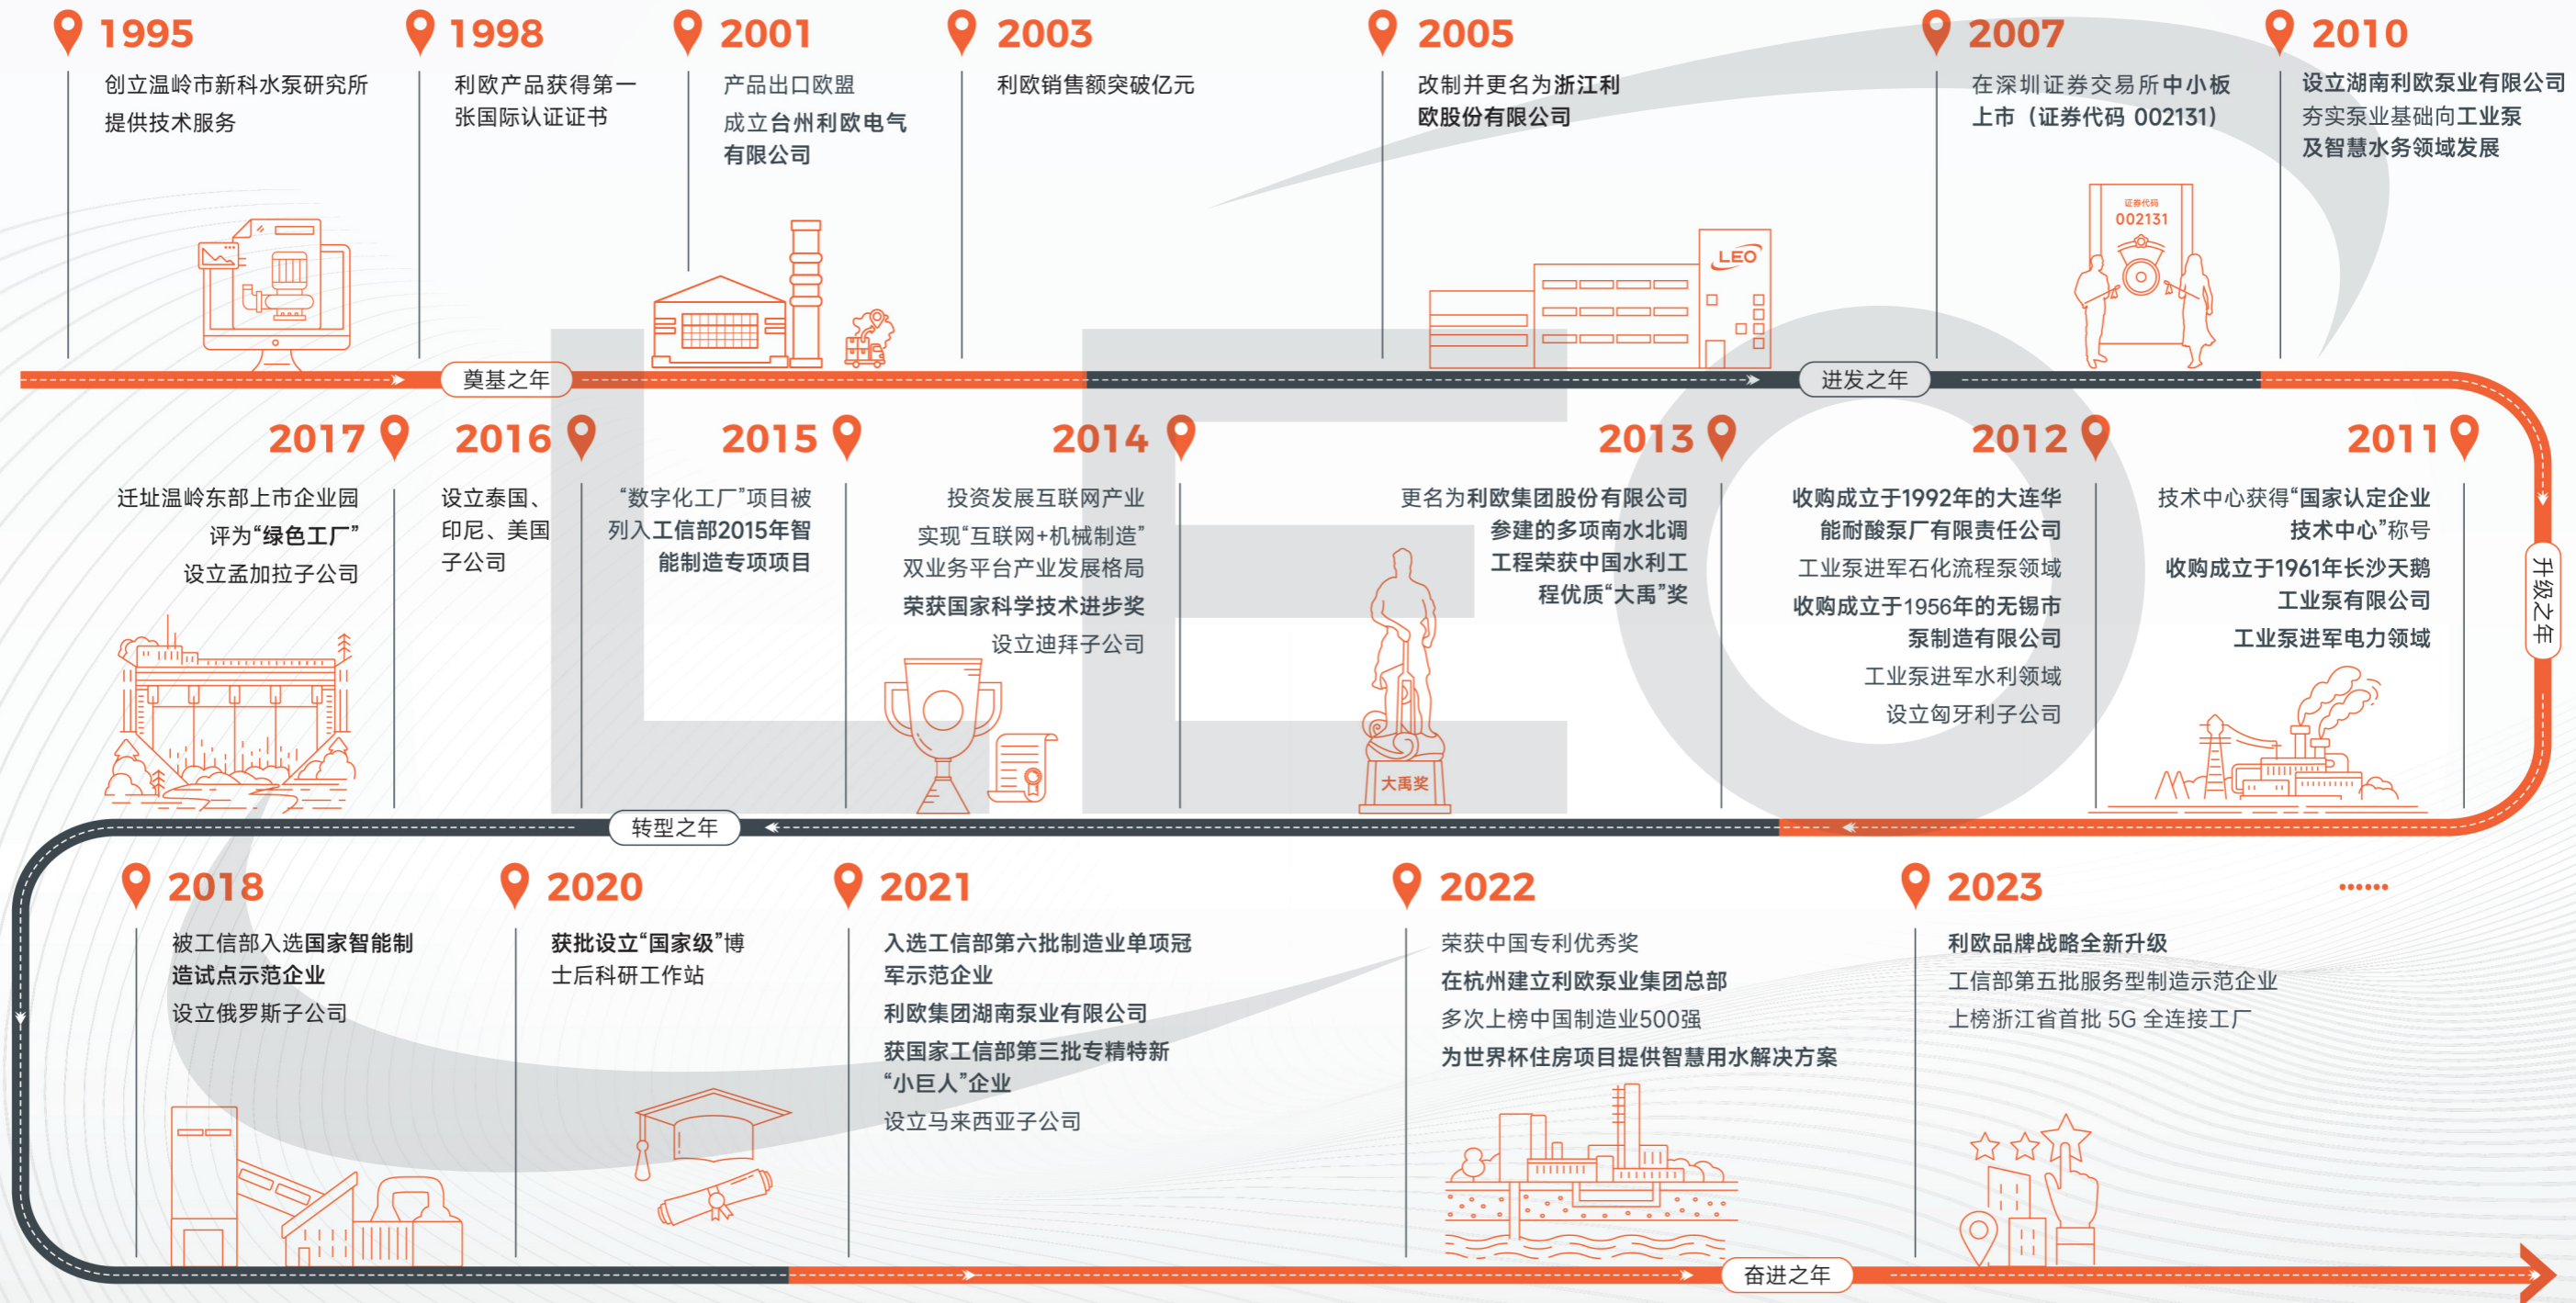 1995
创立温岭市新科水泵研究所
提供技术服务
1998
利欧产品获得第一
张国际认证证书
2001
产品出口欧盟
成立台州利欧电气
有限公司
2003
利欧销售额突破亿元
2005
改制并更名为浙江利
欧股份有限公司
2007
在深圳证券交易所中小板
上市（证券代码 002131）
2010
设立湖南利欧泵业有限公司
夯实泵业基础向工业泵
及智慧水务领域发展
LEO
证券代码
002131
奠基之年
进发之年
2011
技术中心获得“国家认定企业
技术中心”称号
收购成立于1961年长沙天鹅
工业泵有限公司
工业泵进军电力领域
升级之年
2012
收购成立于1992年的大连华
能耐酸泵厂有限责任公司
工业泵进军石化流程泵领域
收购成立于1956年的无锡市
泵制造有限公司
工业泵进军水利领域
设立匈牙利子公司
2013
更名为利欧集团股份有限公司
参建的多项南水北调
工程荣获中国水利工
程优质“大禹”奖
大禹奖
2014
投资发展互联网产业
实现“互联网+机械制造”
双业务平台产业发展格局
荣获国家科学技术进步奖
设立迪拜子公司
2015
“数字化工厂”项目被
列入工信部2015年智
能制造专项项目
2016
设立泰国、
印尼、美国
子公司
2017
迁址温岭东部上市企业园
评为“绿色工厂”
设立孟加拉子公司
LEO
转型之年
2018
被工信部入选国家智能制
造试点示范企业
设立俄罗斯子公司
2020
获批设立“国家级”博
士后科研工作站
2021
入选工信部第六批制造业单项冠
军示范企业
利欧集团湖南泵业有限公司
获国家工信部第三批专精特新
“小巨人”企业
设立马来西亚子公司
2022
荣获中国专利优秀奖
在杭州建立利欧泵业集团总部
多次上榜中国制造业500强
为世界杯住房项目提供智慧用水解决方案
2023
利欧品牌战略全新升级
工信部第五批服务型制造示范企业
上榜浙江省首批 5G 全连接工厂
······
奋进之年